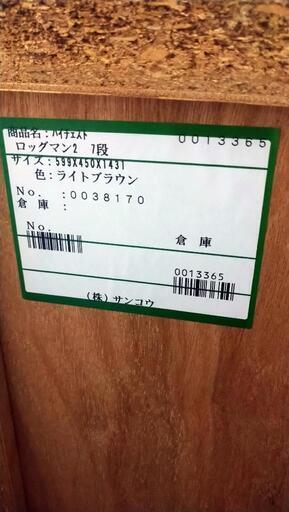 商品名：ハイチェスト
0013365
ロッグマン2 7段
サイズ：599X450X1431
色：ライトブラウン
No. :0038170
倉庫 :
No.
倉庫
0013365
(株) サンコウ